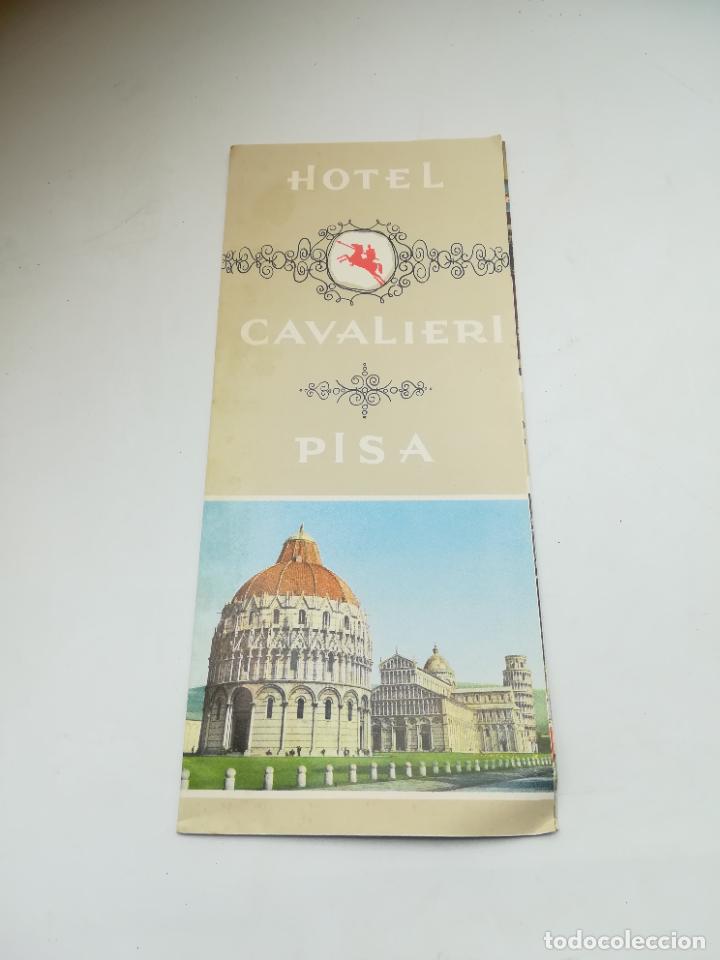 HOTEL
CAVALIERI
PISA
todocoleccion